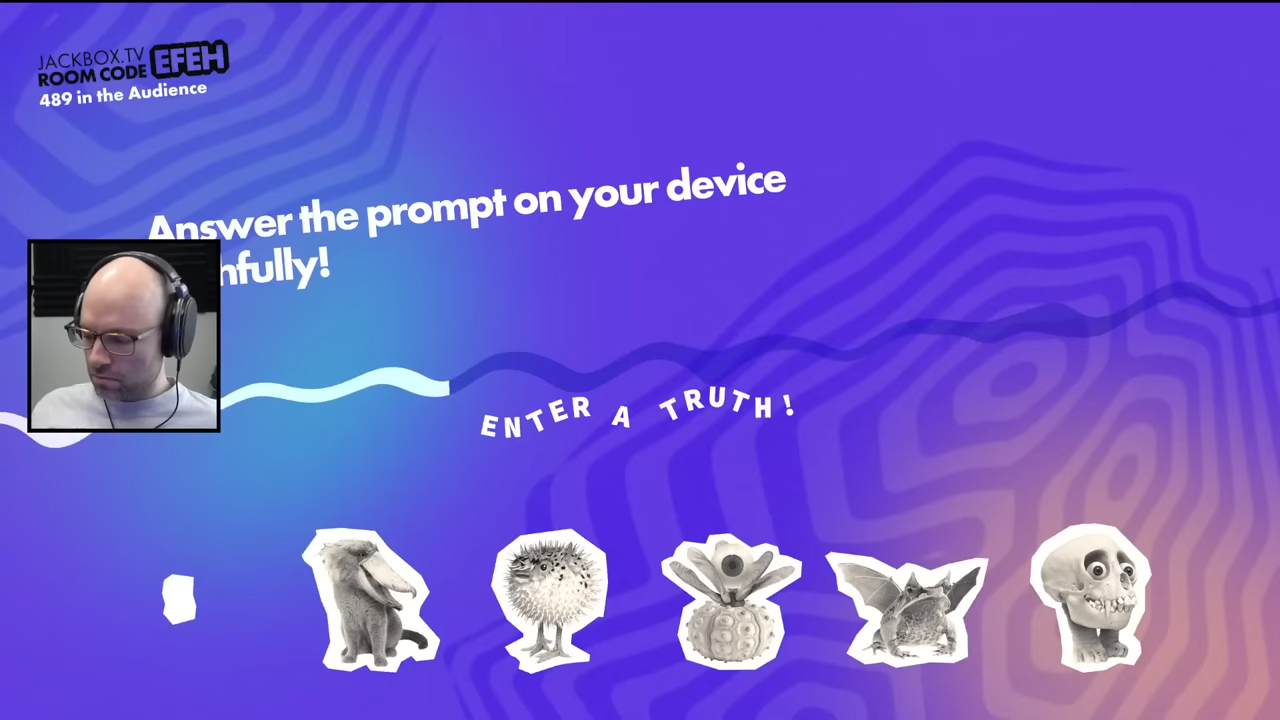 JACKBOX.TV
ROOM CODE EFEH
489 in the Audience
Answer the prompt on your device
nfully!
ENTER A TRUTH!